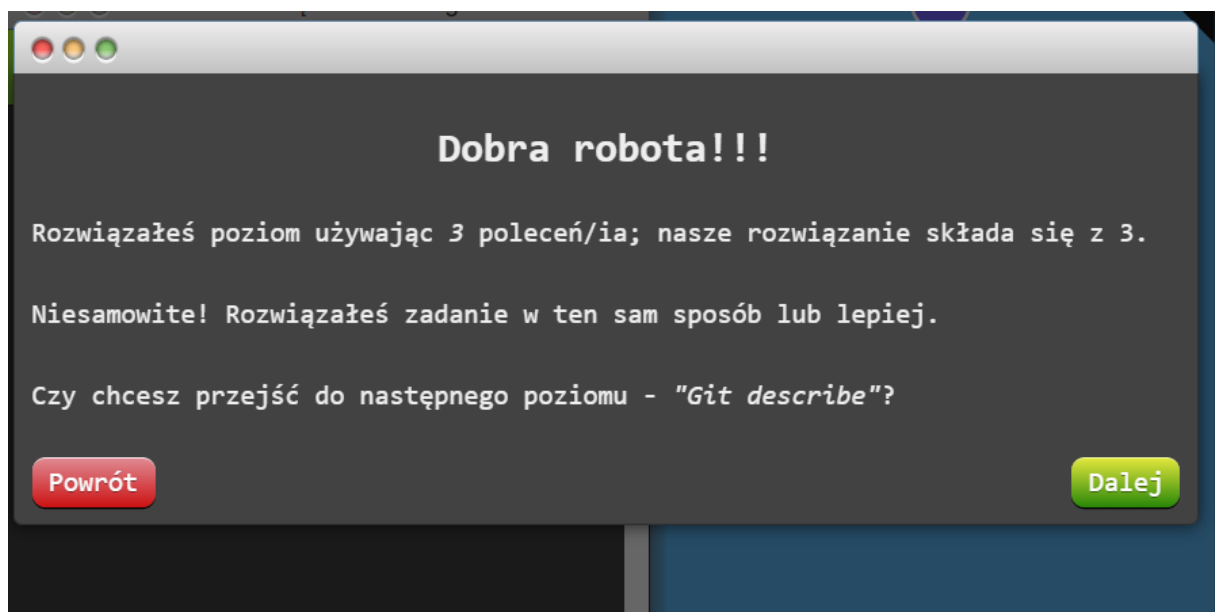 Dobra robota!!!
Rozwiązałeś poziom używając 3 poleceń/ia; nasze rozwiązanie składa się z 3.
Niesamowite! Rozwiązałeś zadanie w ten sam sposób lub lepiej.
Czy chcesz przejść do następnego poziomu - "Git describe"?
Powrót
Dalej